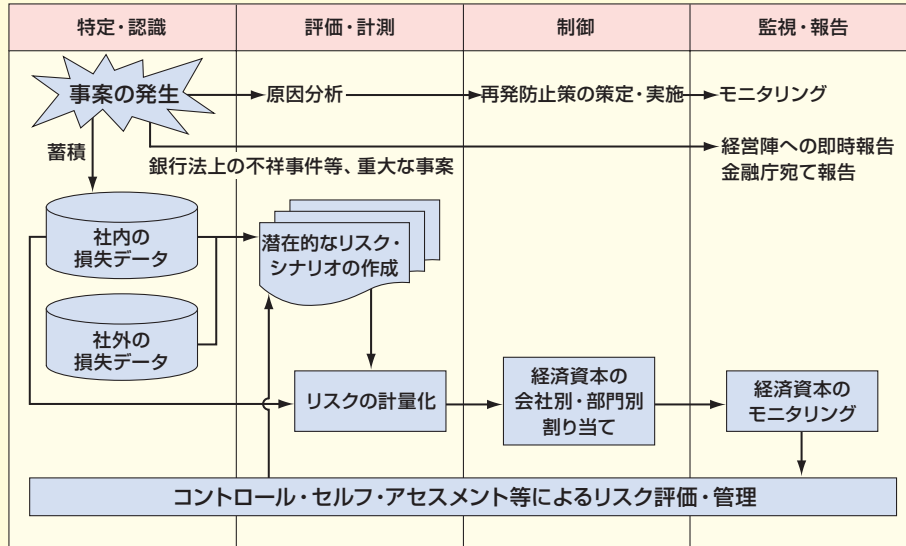 特定・認識
評価・計測
制御
監視・報告
事案の発生
原因分析
再発防止策の策定・実施
モニタリング
蓄積
銀行法上の不祥事件等、重大な事案
経営陣への即時報告
金融庁宛て報告
社内の
損失データ
潜在的なリスク・
シナリオの作成
社外の
損失データ
リスクの計量化
経済資本の
会社別・部門別
割り当て
経済資本の
モニタリング
コントロール・セルフ・アセスメント等によるリスク評価・管理